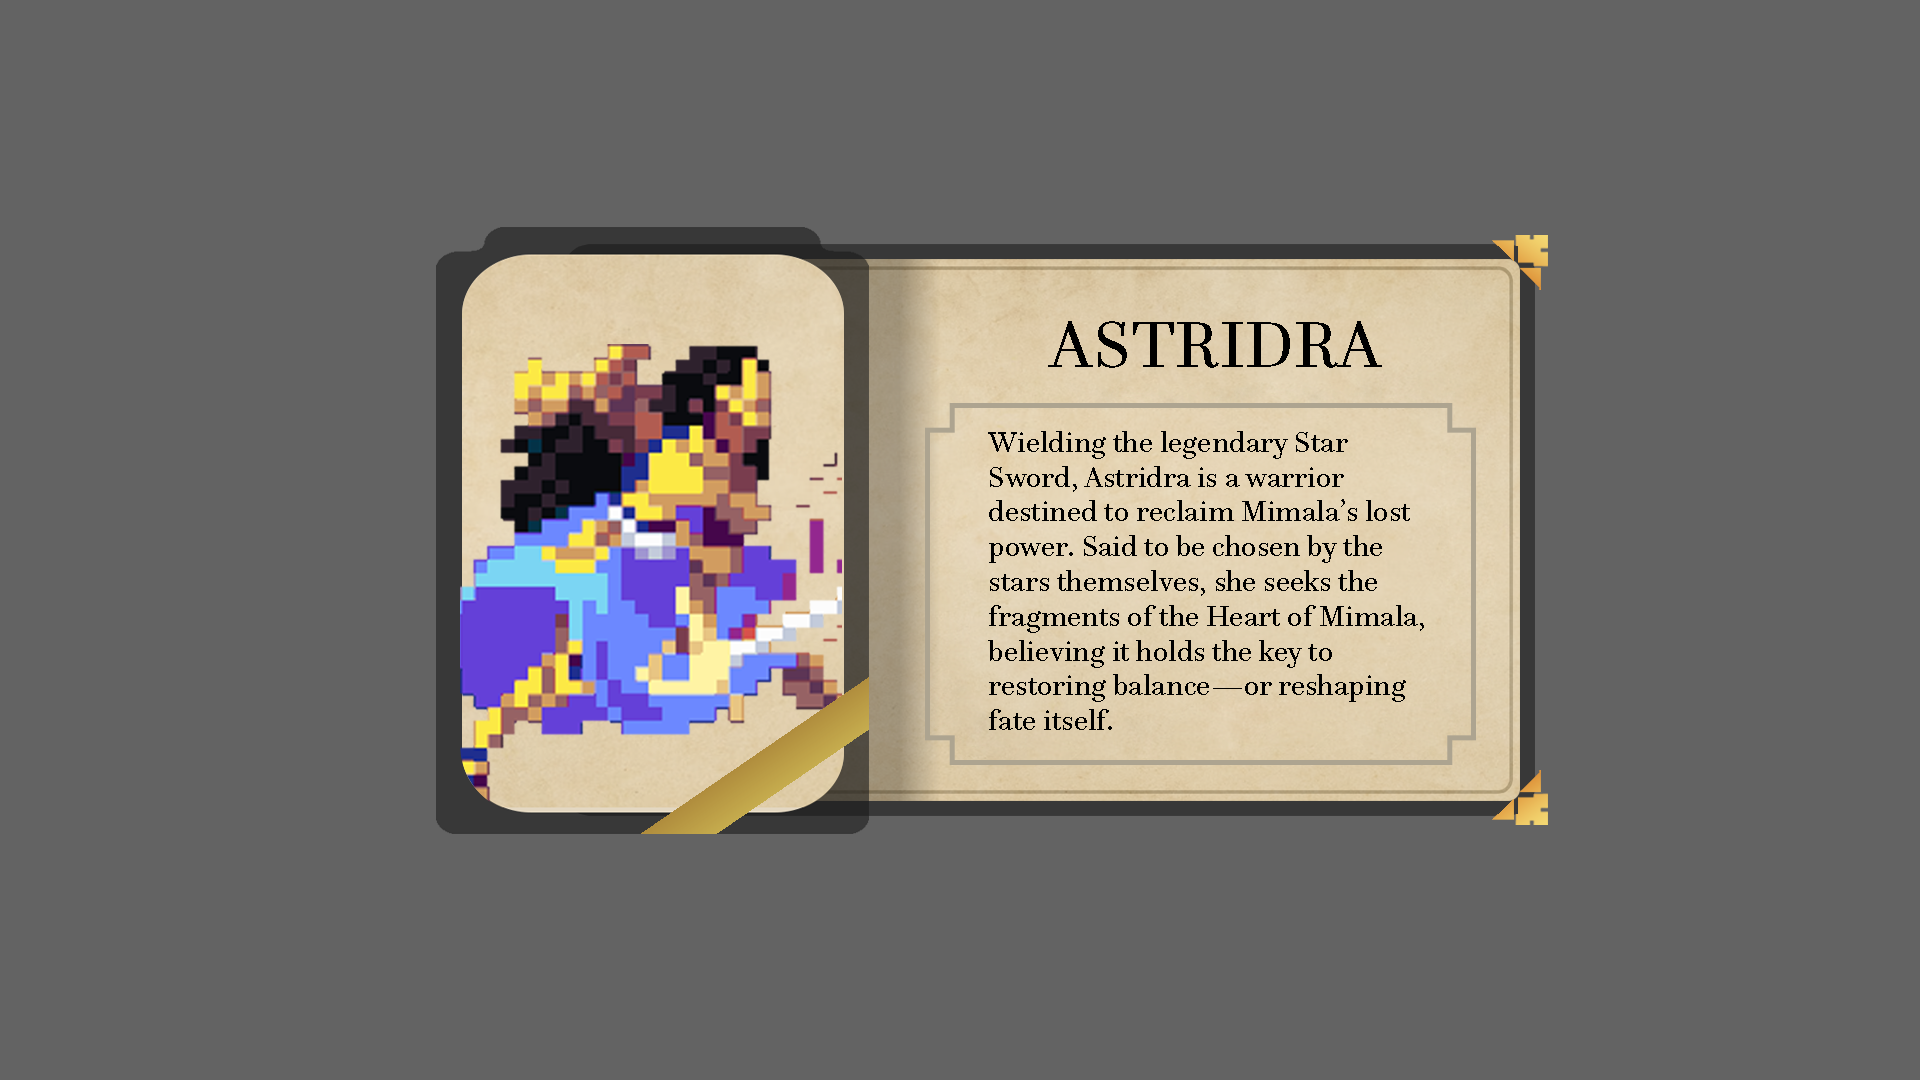 ASTRIDRA
Wielding the legendary Star
Sword, Astridra is a warrior
destined to reclaim Mimala’s lost
power. Said to be chosen by the
stars themselves, she seeks the
fragments of the Heart of Mimala,
believing it holds the key to
restoring balance—or reshaping
fate itself.